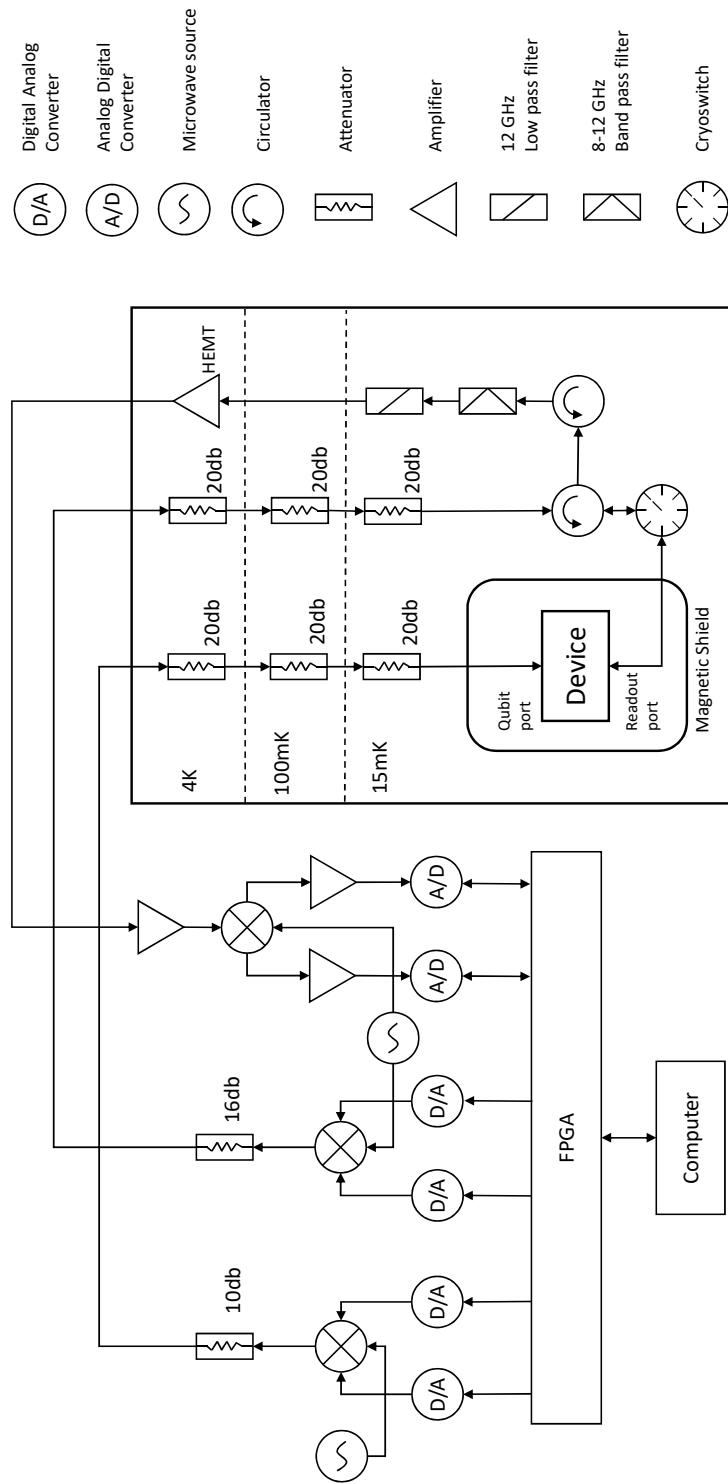 D/A
Digital Analog
Converter
A/D
Analog Digital
Converter
Microwave source
Circulator
Attenuator
Amplifier
12 GHz
Low pass filter
8-12 GHz
Band pass filter
Cryoswitch
HEMT
20db
20db
20db
20db
20db
20db
4K
100mK
15mK
Qubit
port
Device
Readout
port
Magnetic Shield
10db
16db
D/A
D/A
D/A
D/A
A/D
A/D
FPGA
Computer